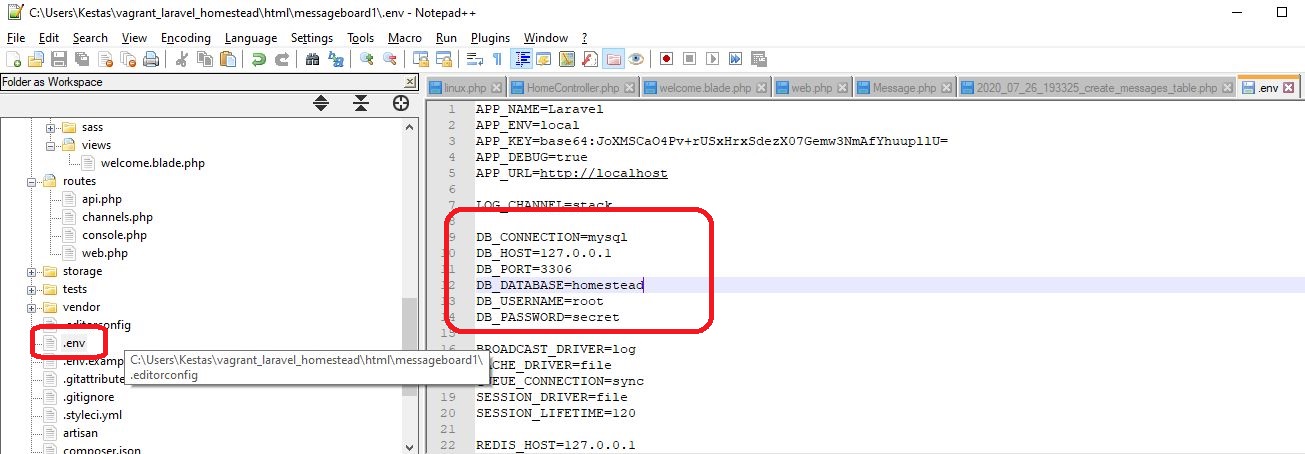 C:\Users\Kestas\vagrant_laravel_homestead\html\messageboard1\.env - Notepad++
File Edit Search View Encoding Language Settings Tools Macro Run Plugins Window ?
Folder as Workspace
sass
views
welcome.blade.php
routes
api.php
channels.php
console.php
web.php
storage
tests
vendor
.editorconfig
.env
.env.examp
.gitattribute
.gitignore
.styleci.yml
artisan
composer.json
C:\Users\Kestas\vagrant_laravel_homestead\html\messageboard1\
.editorconfig
linux.php HomeController.php welcome.blade.php web.php Message.php 2020_07_26_193325_create_messages_table.php .env
1 APP_NAME=Laravel
2 APP_ENV=local
3 APP_KEY=base64:JoXMSCaO4Pv+rUSxHrxSdezX07Gemw3NmAfYhuupllU=
4 APP_DEBUG=true
5 APP_URL=http://localhost
6
7 LOG_CHANNEL=stack
8
9 DB_CONNECTION=mysql
10 DB_HOST=127.0.0.1
11 DB_PORT=3306
12 DB_DATABASE=homestead
13 DB_USERNAME=root
14 DB_PASSWORD=secret
15
BROADCAST_DRIVER=log
CACHE_DRIVER=file
QUEUE_CONNECTION=sync
19 SESSION_DRIVER=file
20 SESSION_LIFETIME=120
21
22 REDIS_HOST=127.0.0.1